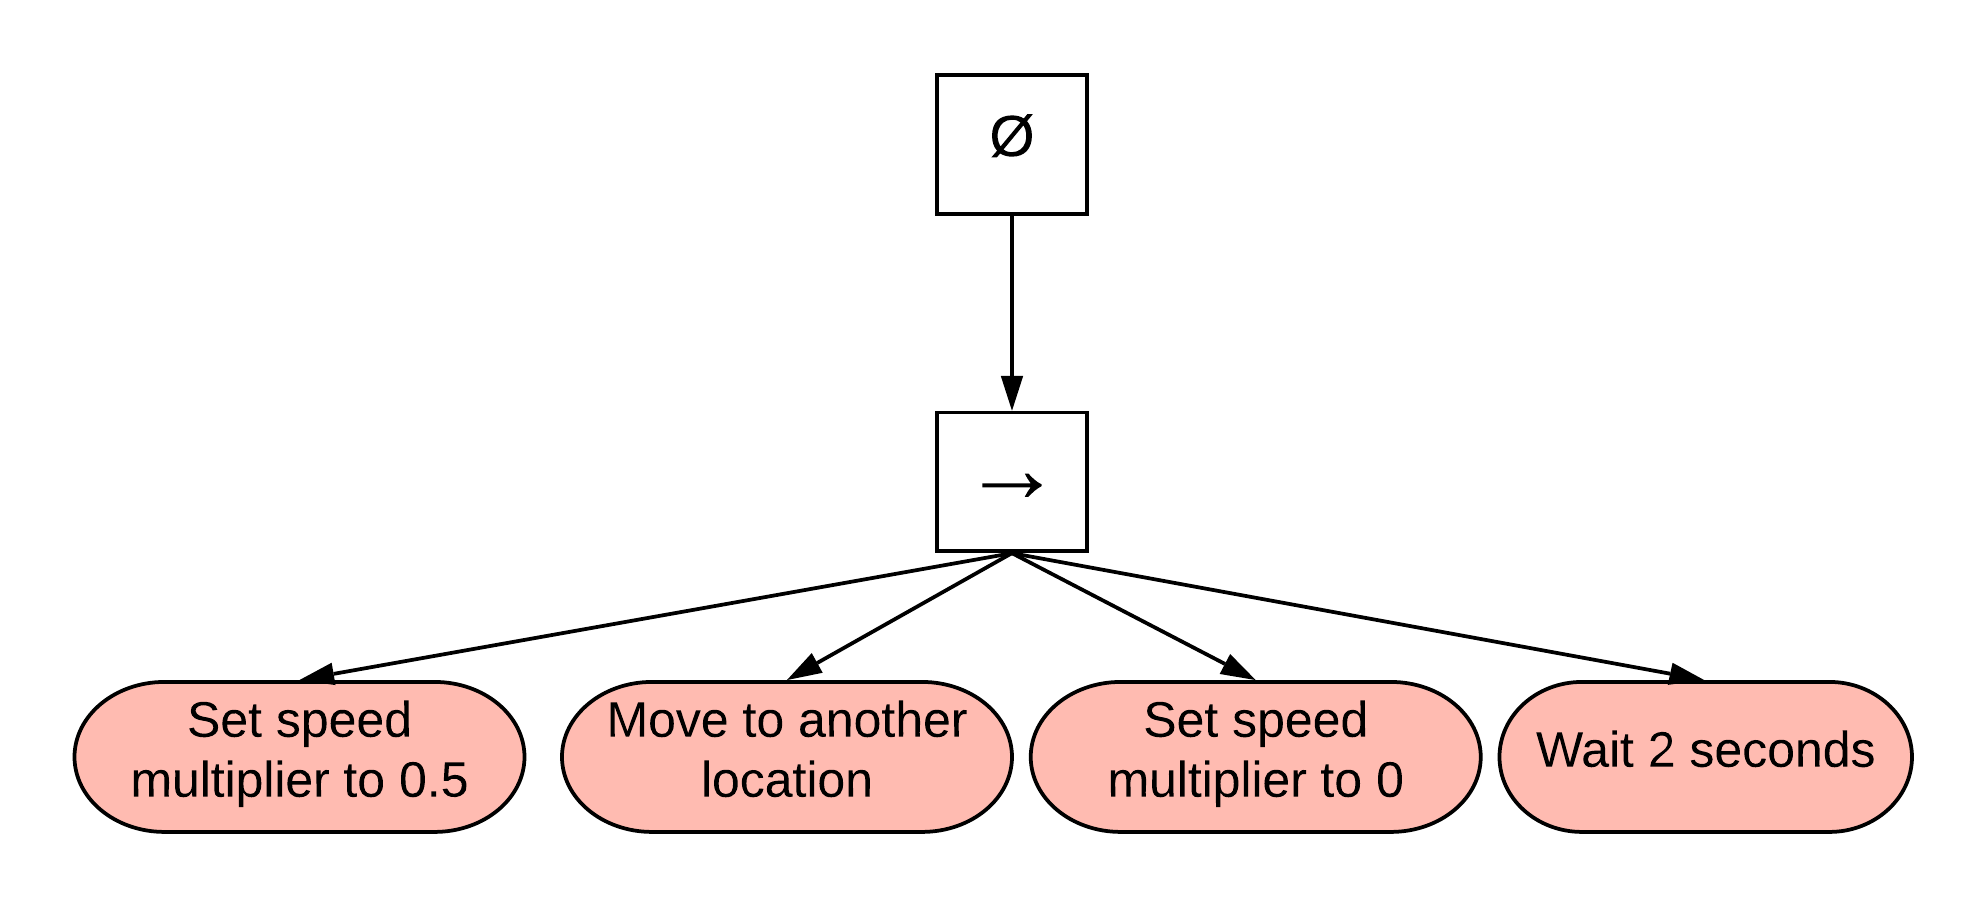 Ø
→
Set speed
multiplier to 0.5
Move to another
location
Set speed
multiplier to 0
Wait 2 seconds